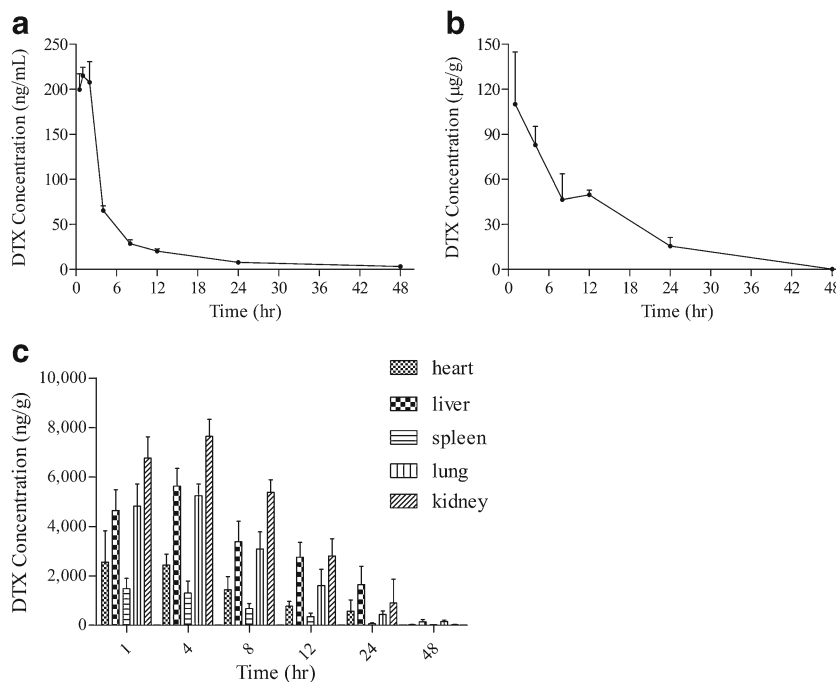 a
250
200
150
100
50
0
DTX Concentration (ng/mL)
0 6 12 18 24 30 36 42 48
Time (hr)
b
150
120
90
60
30
0
DTX Concentration (µg/g)
0 6 12 18 24 30 36 42 48
Time (hr)
c
10,000
8,000
6,000
4,000
2,000
0
DTX Concentration (ng/g)
1 4 8 12 24 48
Time (hr)
heart
liver
spleen
lung
kidney